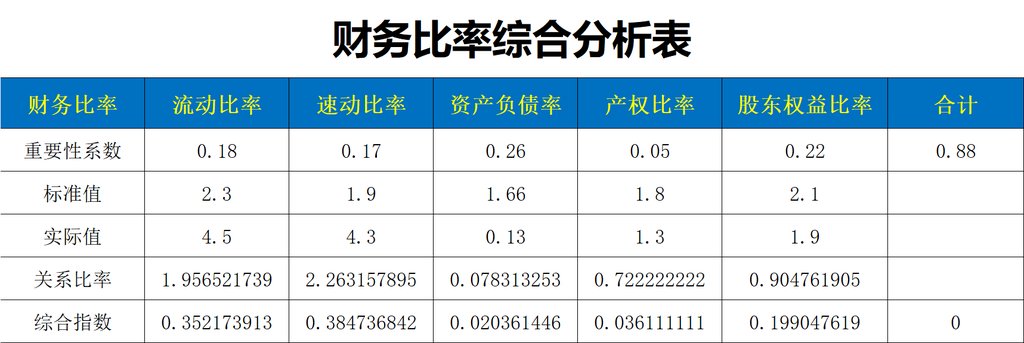 财务比率综合分析表
财务比率 流动比率 速动比率 资产负债率 产权比率 股东权益比率 合计
重要性系数 0.18 0.17 0.26 0.05 0.22 0.88
标准值 2.3 1.9 1.66 1.8 2.1
实际值 4.5 4.3 0.13 1.3 1.9
关系比率 1.956521739 2.263157895 0.078313253 0.722222222 0.904761905
综合指数 0.352173913 0.384736842 0.020361446 0.036111111 0.199047619 0